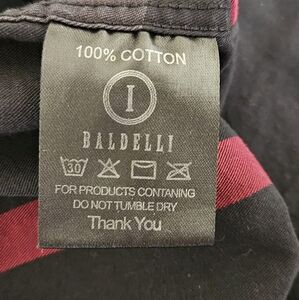 100% COTTON
I
BALDELLI
30
FOR PRODUCTS CONTANING
DO NOT TUMBLE DRY
Thank You